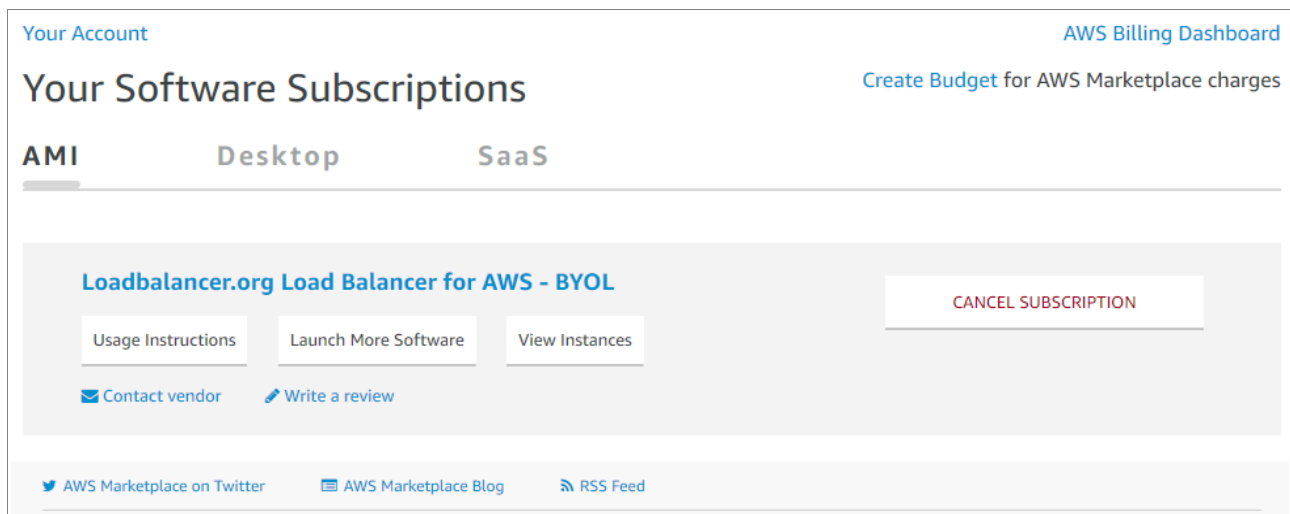 Your Account AWS Billing Dashboard
Your Software Subscriptions Create Budget for AWS Marketplace charges
AMI Desktop SaaS
Loadbalancer.org Load Balancer for AWS - BYOL
CANCEL SUBSCRIPTION
Usage Instructions Launch More Software View Instances
Contact vendor Write a review
AWS Marketplace on Twitter AWS Marketplace Blog RSS Feed